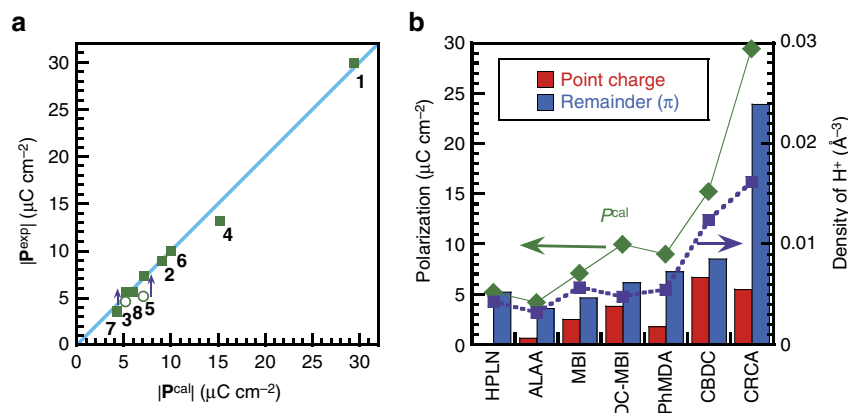 a
b
30
25
20
15
10
5
0
|P^exp| (μC cm⁻²)
1
6
4
2
5
8
3
7
0
5
10
15
20
25
30
|P^cal| (μC cm⁻²)
30
25
20
15
10
5
0
Polarization (μC cm⁻²)
Point charge
Remainder (π)
P^cal
0.03
0.02
0.01
0
Density of H⁺ (Å⁻³)
HPLN
ALAA
MBI
DC-MBI
PhMDA
CBDC
CRCA